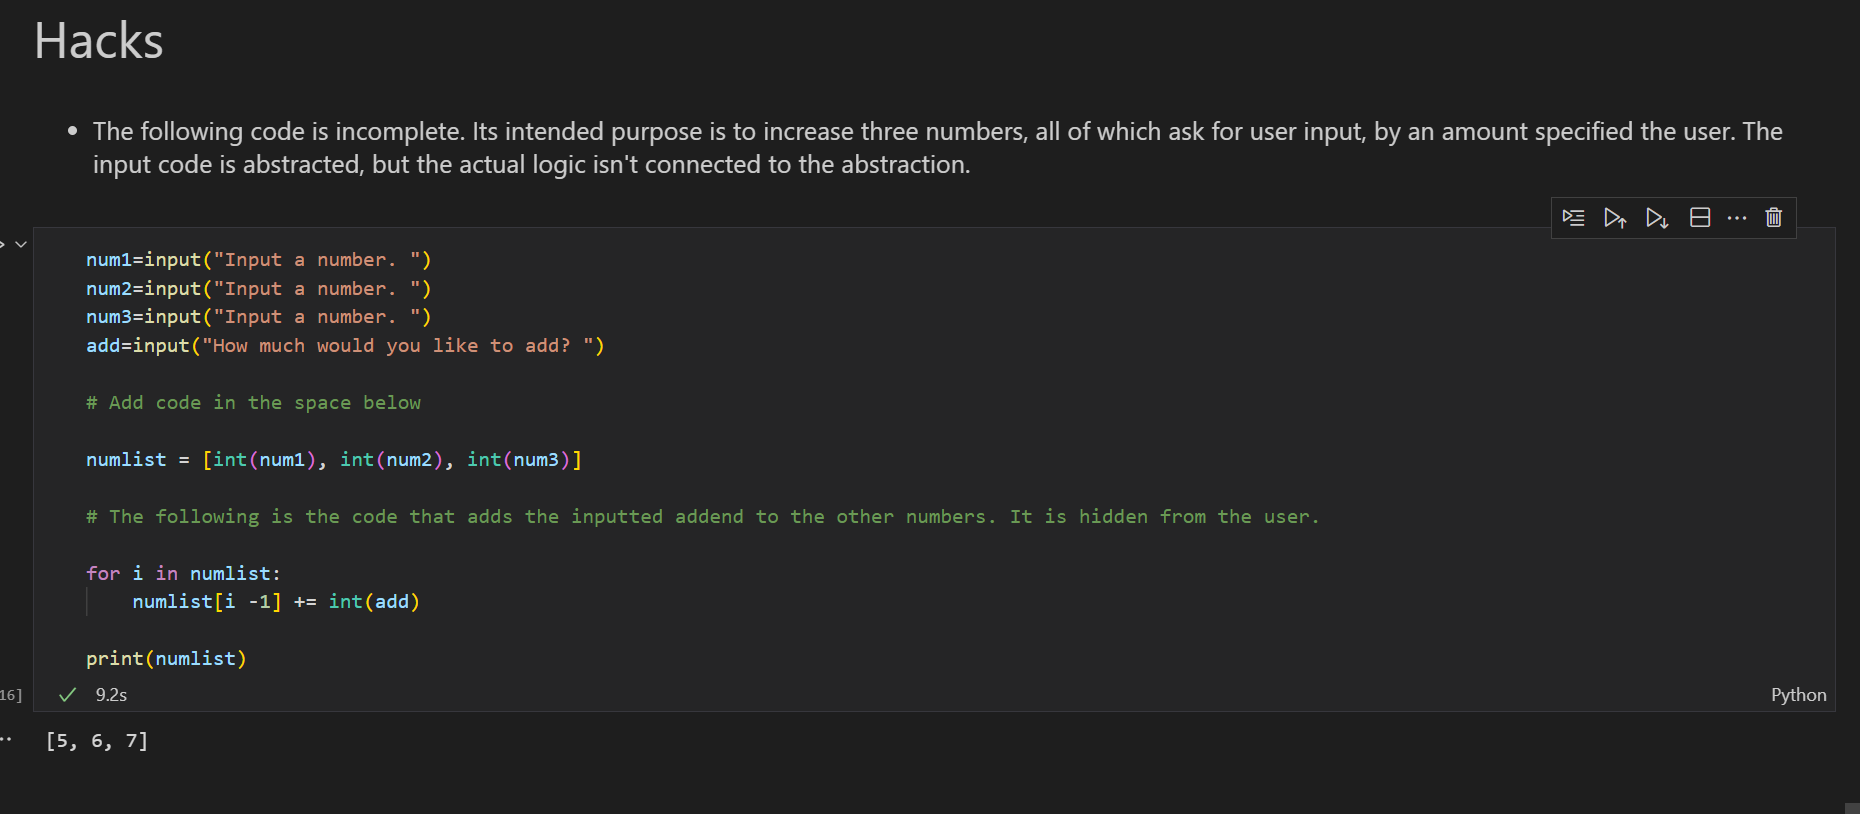 Hacks
• The following code is incomplete. Its intended purpose is to increase three numbers, all of which ask for user input, by an amount specified the user. The
input code is abstracted, but the actual logic isn't connected to the abstraction.
num1=input("Input a number. ")
num2=input("Input a number. ")
num3=input("Input a number. ")
add=input("How much would you like to add? ")
# Add code in the space below
numlist = [int(num1), int(num2), int(num3)]
# The following is the code that adds the inputted addend to the other numbers. It is hidden from the user.
for i in numlist:
    numlist[i -1] += int(add)
print(numlist)
16] 9.2s Python
[5, 6, 7]